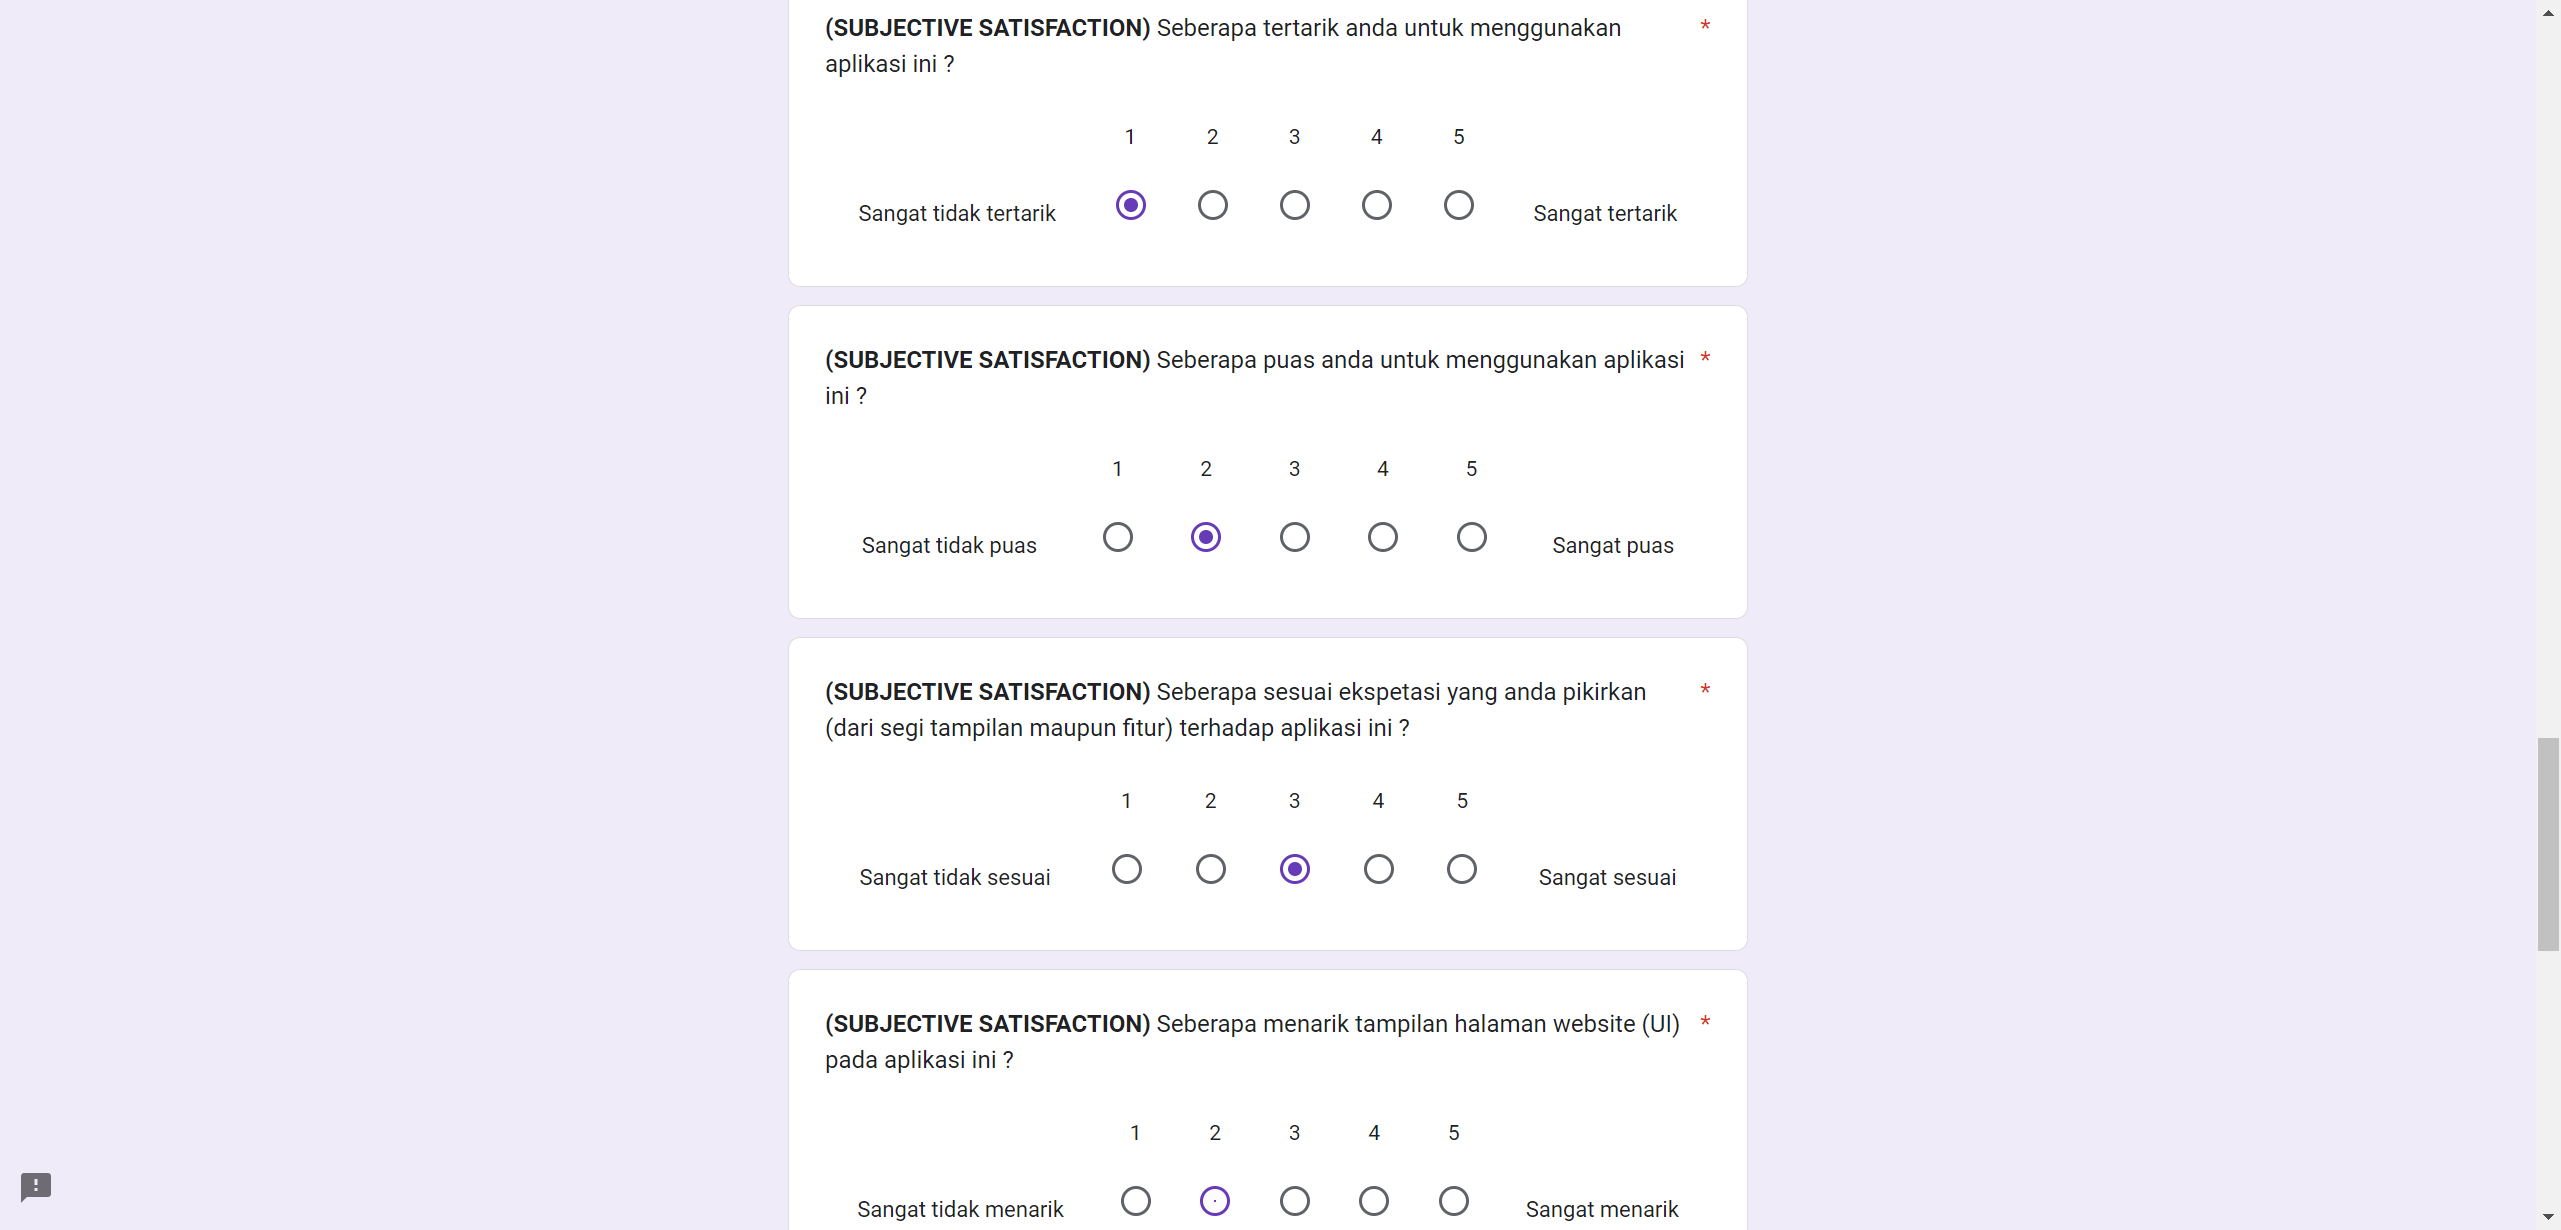 (SUBJECTIVE SATISFACTION) Seberapa tertarik anda untuk menggunakan *
aplikasi ini ?
1 2 3 4 5
Sangat tidak tertarik Sangat tertarik
(SUBJECTIVE SATISFACTION) Seberapa puas anda untuk menggunakan aplikasi *
ini ?
1 2 3 4 5
Sangat tidak puas Sangat puas
(SUBJECTIVE SATISFACTION) Seberapa sesuai ekspetasi yang anda pikirkan *
(dari segi tampilan maupun fitur) terhadap aplikasi ini ?
1 2 3 4 5
Sangat tidak sesuai Sangat sesuai
(SUBJECTIVE SATISFACTION) Seberapa menarik tampilan halaman website (UI) *
pada aplikasi ini ?
1 2 3 4 5
Sangat tidak menarik Sangat menarik